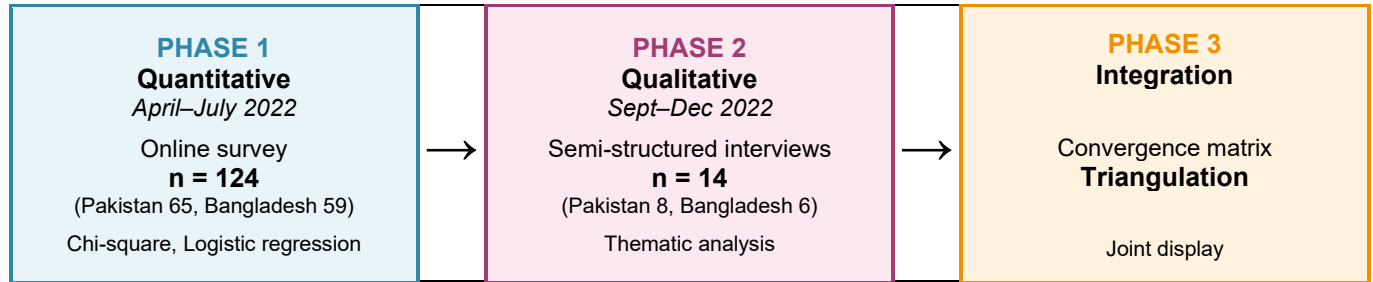 PHASE 1
Quantitative
April–July 2022
Online survey
n = 124
(Pakistan 65, Bangladesh 59)
Chi-square, Logistic regression
→
PHASE 2
Qualitative
Sept–Dec 2022
Semi-structured interviews
n = 14
(Pakistan 8, Bangladesh 6)
Thematic analysis
→
PHASE 3
Integration
Convergence matrix
Triangulation
Joint display